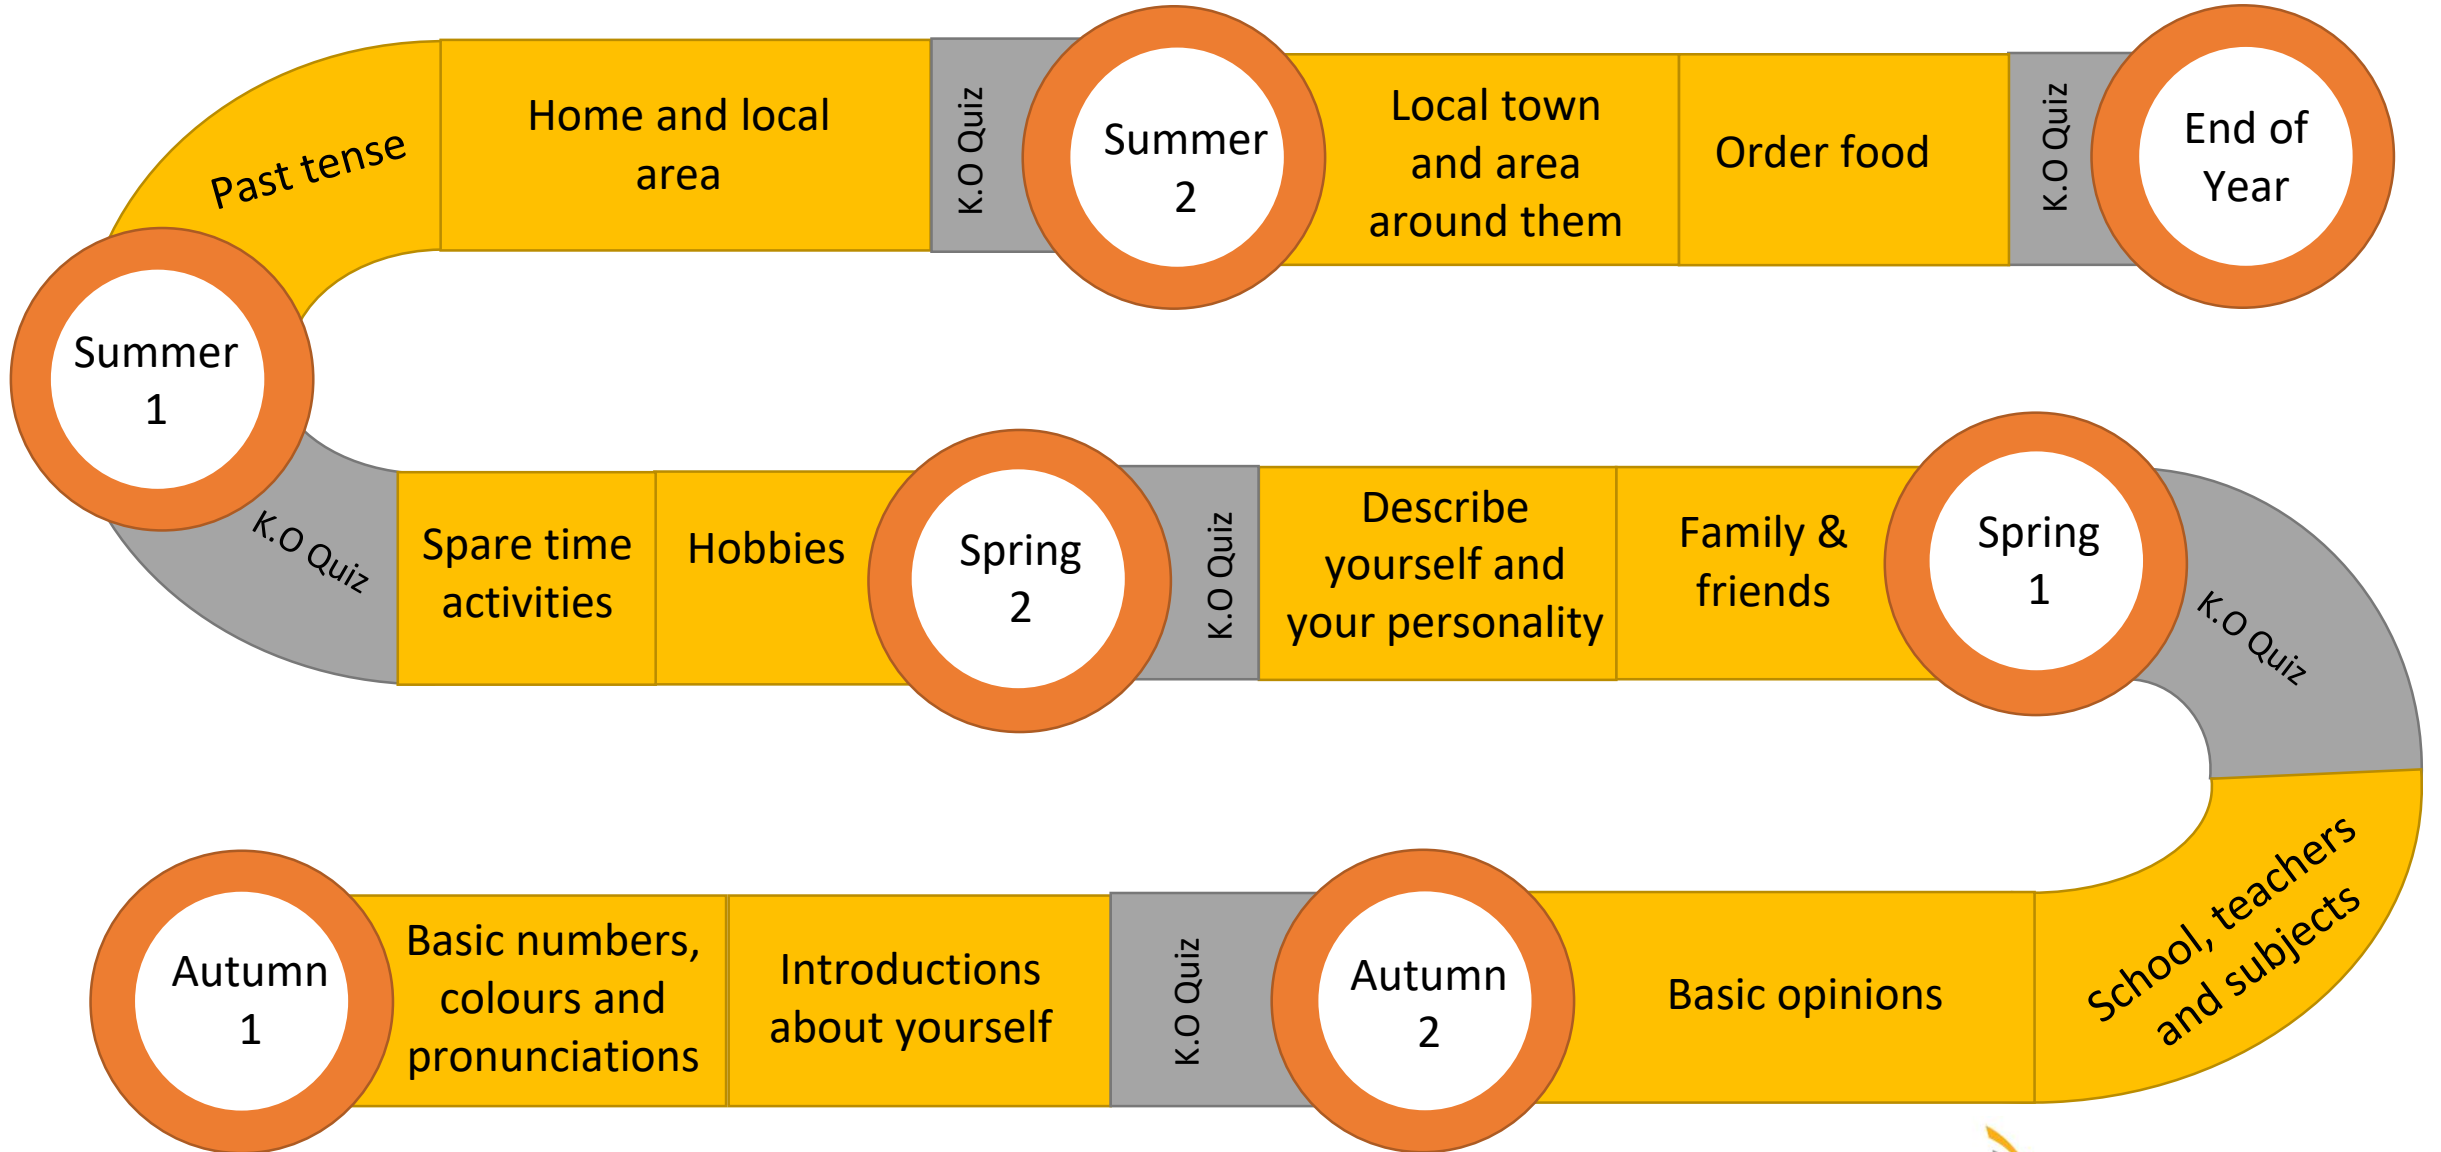 Past tense
Home and local
area
K.O Quiz
Summer
2
Local town
and area
around them
Order food
K.O Quiz
End of
Year
Summer
1
K.O Quiz
Spare time
activities
Hobbies
Spring
2
K.O Quiz
Describe
yourself and
your personality
Family &
friends
Spring
1
K.O Quiz
Autumn
1
Basic numbers,
colours and
pronunciations
Introductions
about yourself
K.O Quiz
Autumn
2
Basic opinions
School, teachers
and subjects